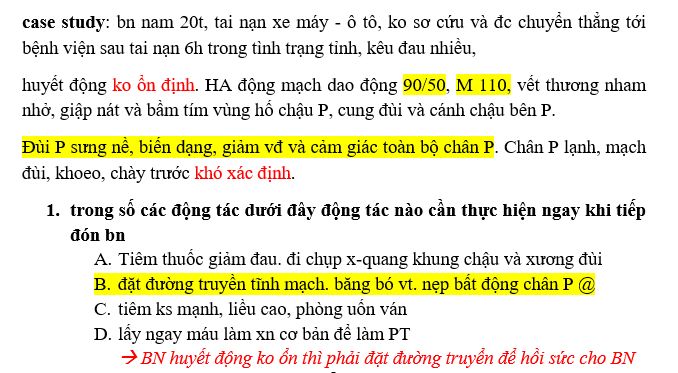 case study: bn nam 20t, tai nạn xe máy - ô tô, ko sơ cứu và đc chuyển thẳng tới
bệnh viện sau tai nạn 6h trong tình trạng tỉnh, kêu đau nhiều,
huyết động ko ổn định. HA động mạch dao động 90/50, M 110, vết thương nham
nhở, giập nát và bầm tím vùng hố chậu P, cung đùi và cánh chậu bên P.
Đùi P sưng nề, biến dạng, giảm vđ và cảm giác toàn bộ chân P. Chân P lạnh, mạch
đùi, khoeo, chày trước khó xác định.
1. trong số các động tác dưới đây động tác nào cần thực hiện ngay khi tiếp
đón bn
A. Tiêm thuốc giảm đau. đi chụp x-quang khung chậu và xương đùi
B. đặt đường truyền tĩnh mạch. băng bó vt. nẹp bất động chân P @
C. tiêm ks mạnh, liều cao, phòng uốn ván
D. lấy ngay máu làm xn cơ bản để làm PT
→ BN huyết động ko ổn thì phải đặt đường truyền để hồi sức cho BN